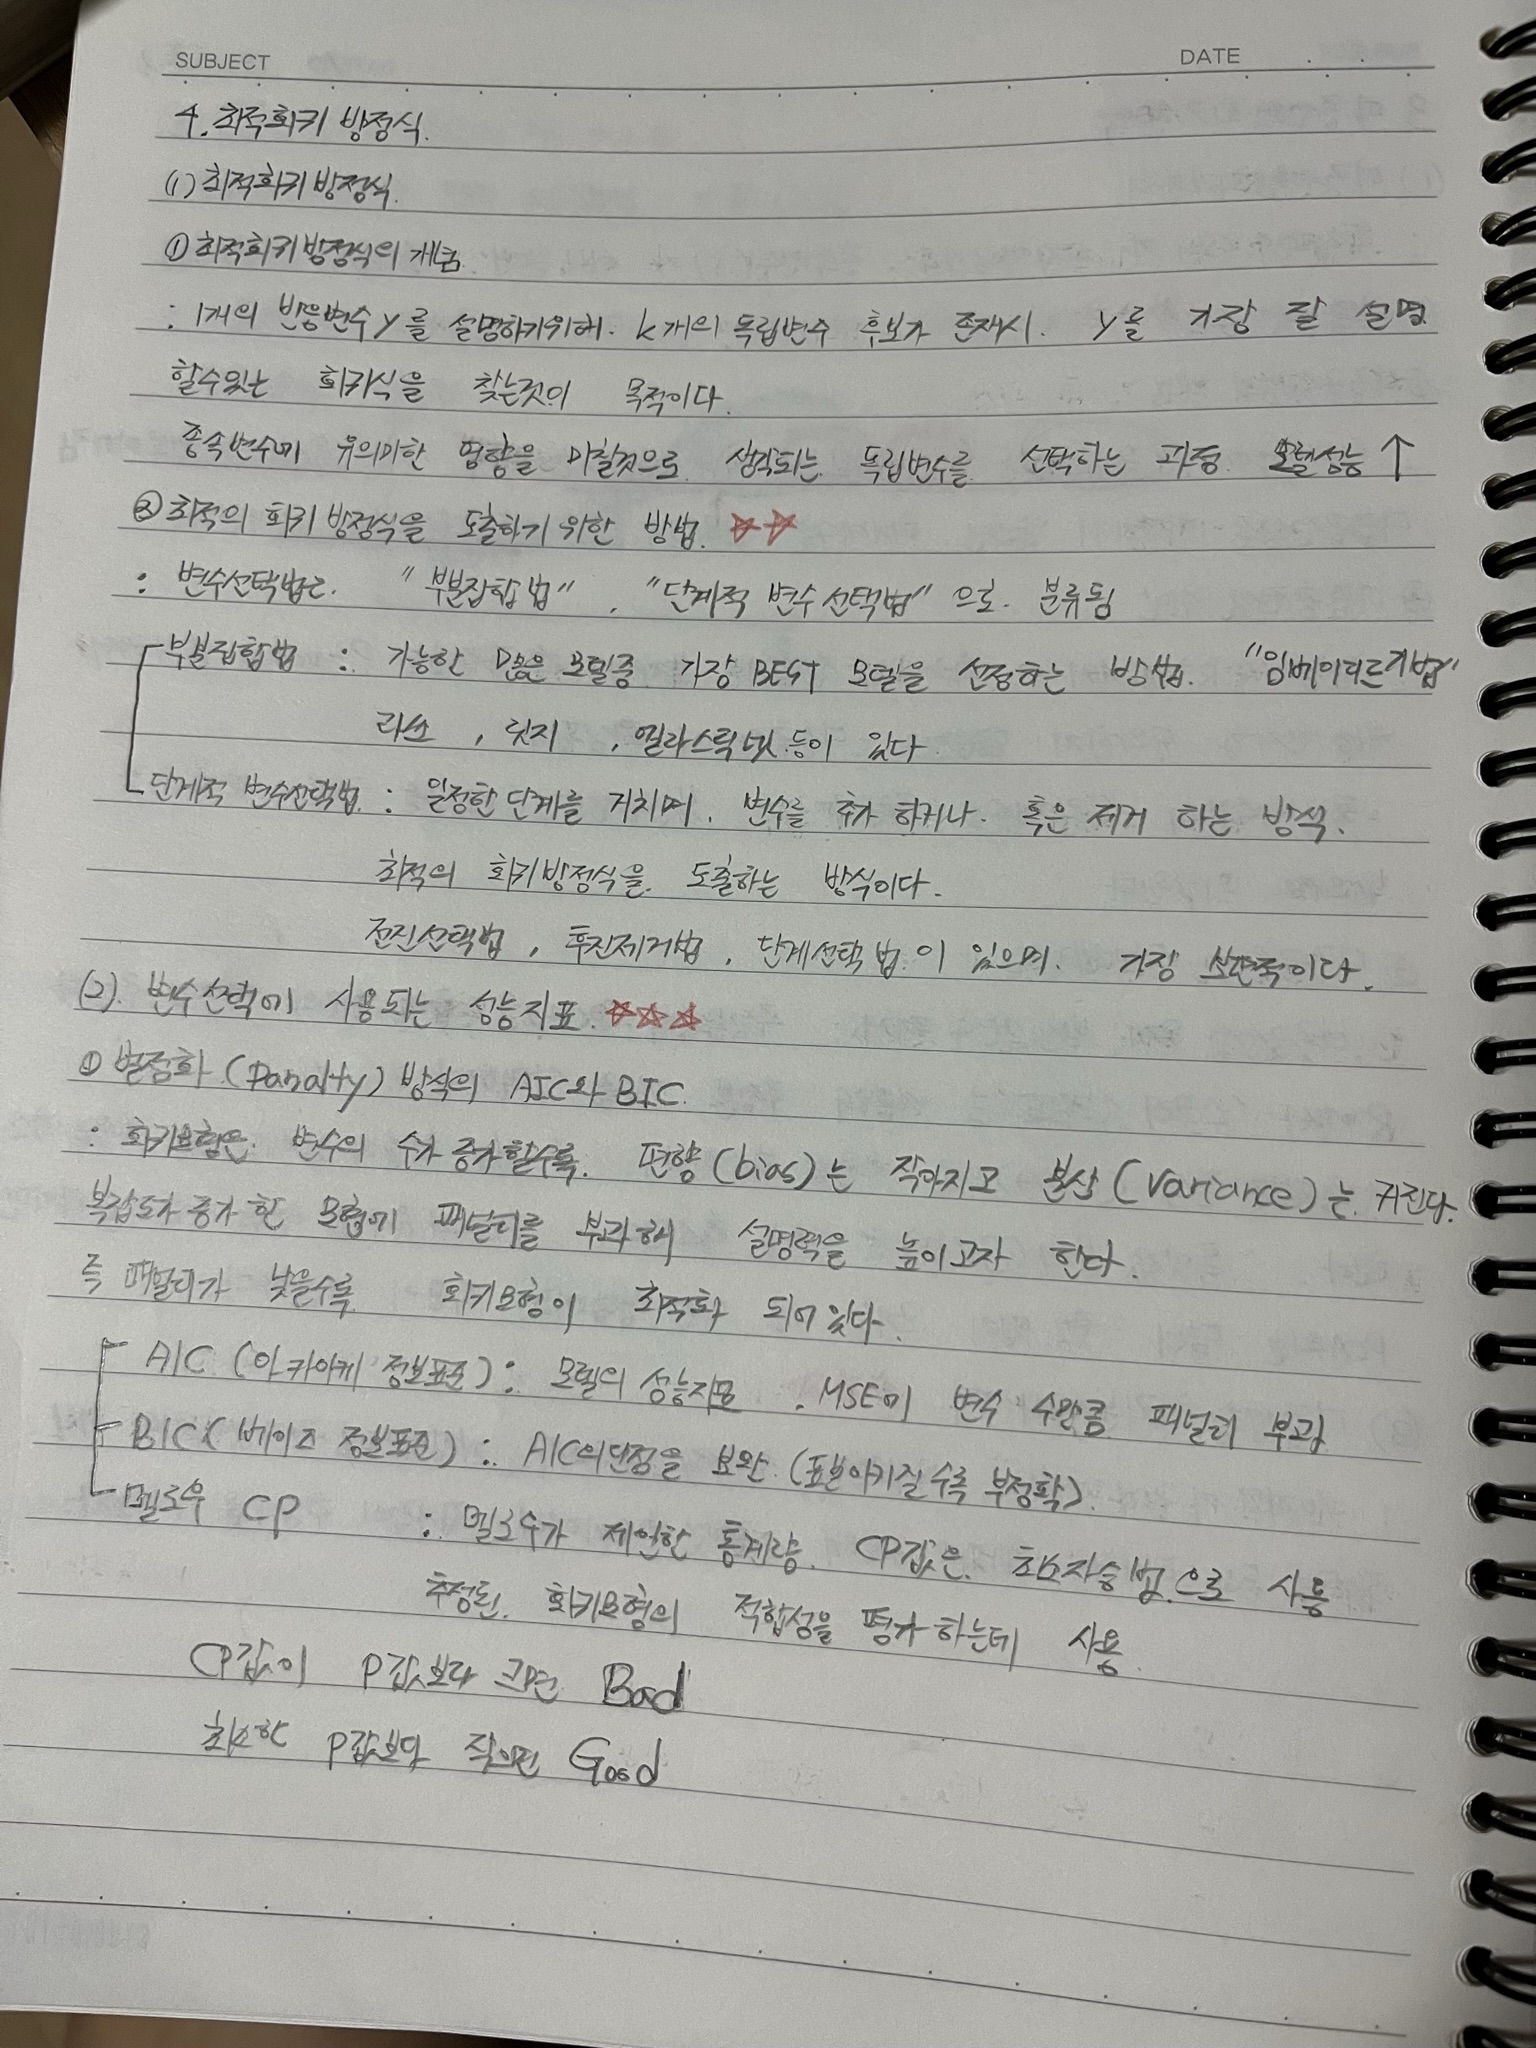 SUBJECT
DATE
4. 최적회귀 방정식.
(1) 최적회귀 방정식.
① 최적회귀 방정식의 개념.
: 1개의 반응변수 y를 설명하기위해. k개의 독립변수 후보가 존재시. y를 가장 잘 설명
할수있는 회귀식을 찾는것이 목적이다.
종속변수에 유의미한 영향을 미칠것으로 생각되는 독립변수를 선택하는 과정. 모델성능 ↑
② 최적의 회귀 방정식을 도출하기 위한 방법. ☆☆
: 변수선택법은. "부분집합법", "단계적 변수 선택법"으로. 분류됨
부분집합법 : 가능한 많은 모델중 가장 BEST 모델을 선정하는 방법. "임베디드기법"
라쏘, 릿지, 엘라스틱넷 등이 있다.
단계적 변수선택법 : 일정한 단계를 거치며. 변수를 추가 하거나. 혹은 제거 하는 방식.
최적의 회귀방정식을. 도출하는 방식이다.
전진선택법, 후진제거법, 단계선택법이 있으며. 가장 보편적이다.
(2). 변수선택에 사용되는 성능지표. ☆☆☆
① 벌점화 (Panalty) 방식의 AIC와 BIC.
: 회귀모형은. 변수의 수가 증가할수록. 편향(bias)는 작아지고 분산(Variance)는. 커진다.
복잡도가 증가한 모형에 패널티를 부과해 설명력을 높이고자 한다.
즉 패널티가 낮을수록 회귀모형이 최적화 되어있다.
AIC (아카이케 정보표준) : 모델의 성능지표. MSE에 변수 수만큼 패널티 부과
BIC (베이즈 정보표준) : AIC의단점을 보완. (표본이커질수록 부정확).
멜로우 CP : 멜로우가 제안한 통계량. CP값은. 최소자승법.으로 사용
추정된. 회귀모형의 적합성을 평가하는데 사용.
CP값이 P값보다 크면 Bad
최소한 P값보다 작으면 Good